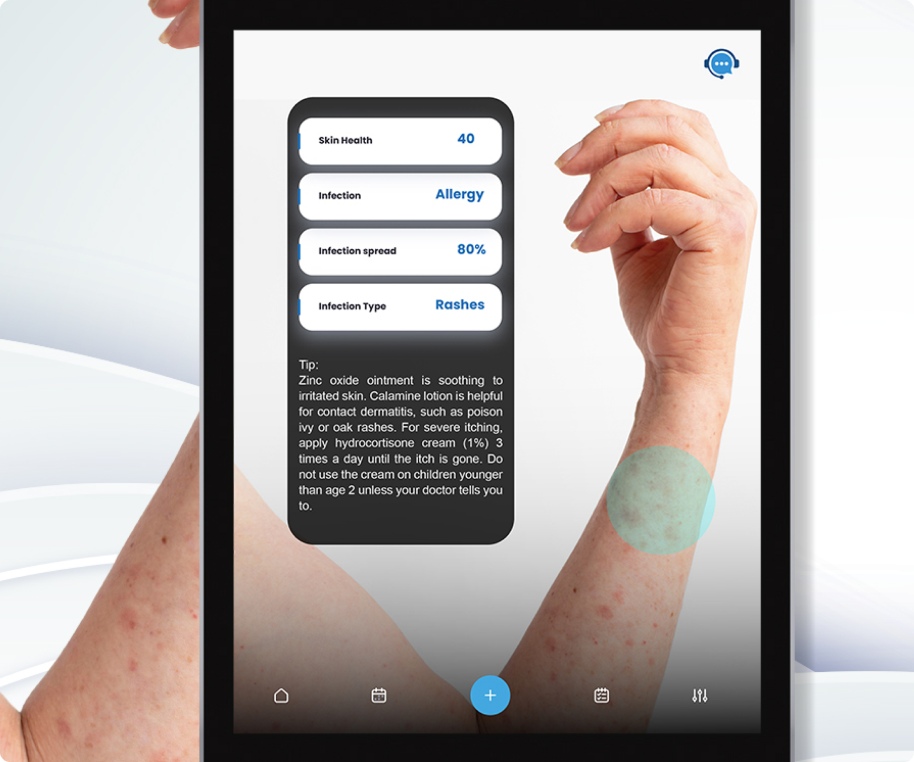 Skin Health 40
Infection Allergy
Infection spread 80%
Infection Type Rashes
Tip:
Zinc oxide ointment is soothing to
irritated skin. Calamine lotion is helpful
for contact dermatitis, such as poison
ivy or oak rashes. For severe itching,
apply hydrocortisone cream (1%) 3
times a day until the itch is gone. Do
not use the cream on children younger
than age 2 unless your doctor tells you
to.